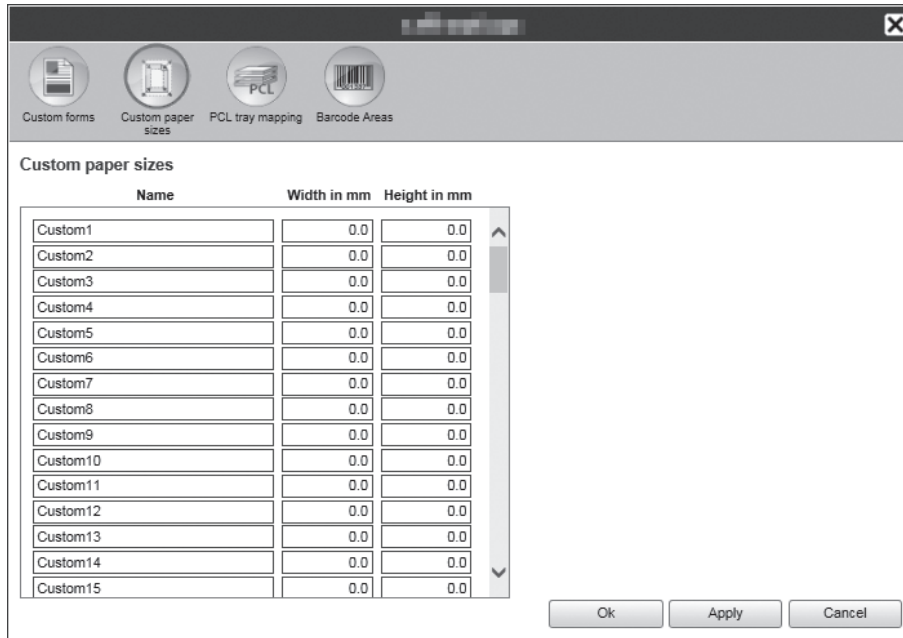 PCL
Custom forms
Custom paper
sizes
PCL tray mapping
Barcode Areas
Custom paper sizes
Name Width in mm Height in mm
Custom1 0.0 0.0
Custom2 0.0 0.0
Custom3 0.0 0.0
Custom4 0.0 0.0
Custom5 0.0 0.0
Custom6 0.0 0.0
Custom7 0.0 0.0
Custom8 0.0 0.0
Custom9 0.0 0.0
Custom10 0.0 0.0
Custom11 0.0 0.0
Custom12 0.0 0.0
Custom13 0.0 0.0
Custom14 0.0 0.0
Custom15 0.0 0.0
Ok Apply Cancel